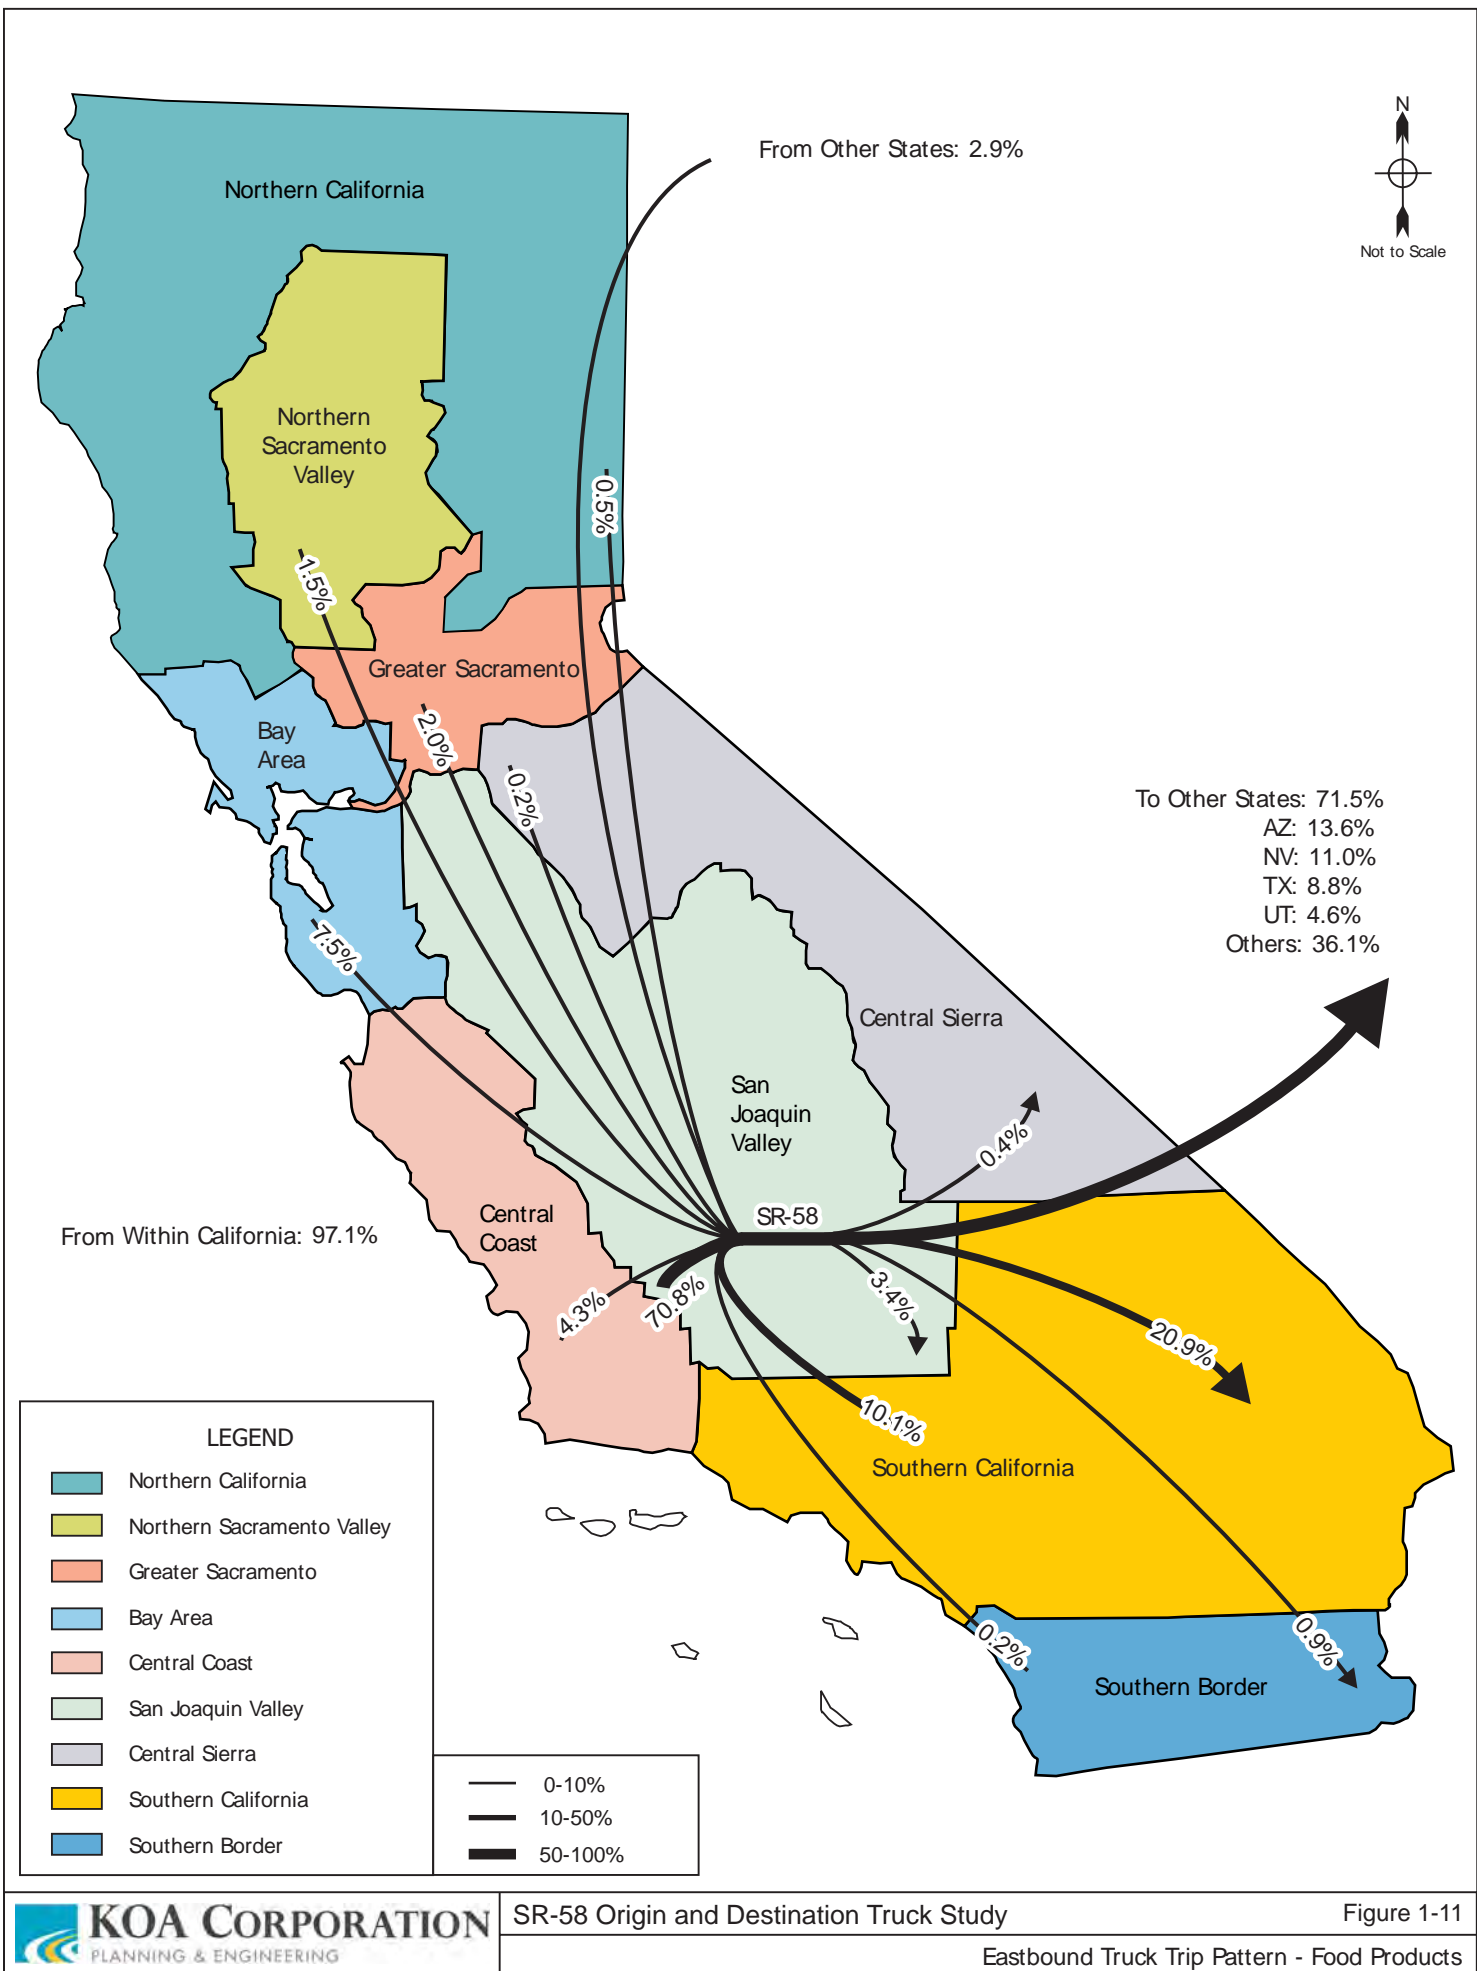 N
Not to Scale
From Other States: 2.9%
Northern California
Northern
Sacramento
Valley
0.5%
1.5%
Greater Sacramento
2.0%
Bay
Area
0.2%
To Other States: 71.5%
AZ: 13.6%
NV: 11.0%
TX: 8.8%
UT: 4.6%
Others: 36.1%
7.5%
Central Sierra
San
Joaquin
Valley
0.4%
SR-58
Central
Coast
From Within California: 97.1%
4.3%
70.8%
3.4%
20.9%
10.1%
Southern California
0.2%
0.9%
Southern Border
LEGEND
Northern California
Northern Sacramento Valley
Greater Sacramento
Bay Area
Central Coast
San Joaquin Valley
Central Sierra
Southern California
Southern Border
0-10%
10-50%
50-100%
KOA CORPORATION
PLANNING & ENGINEERING
SR-58 Origin and Destination Truck Study
Figure 1-11
Eastbound Truck Trip Pattern - Food Products